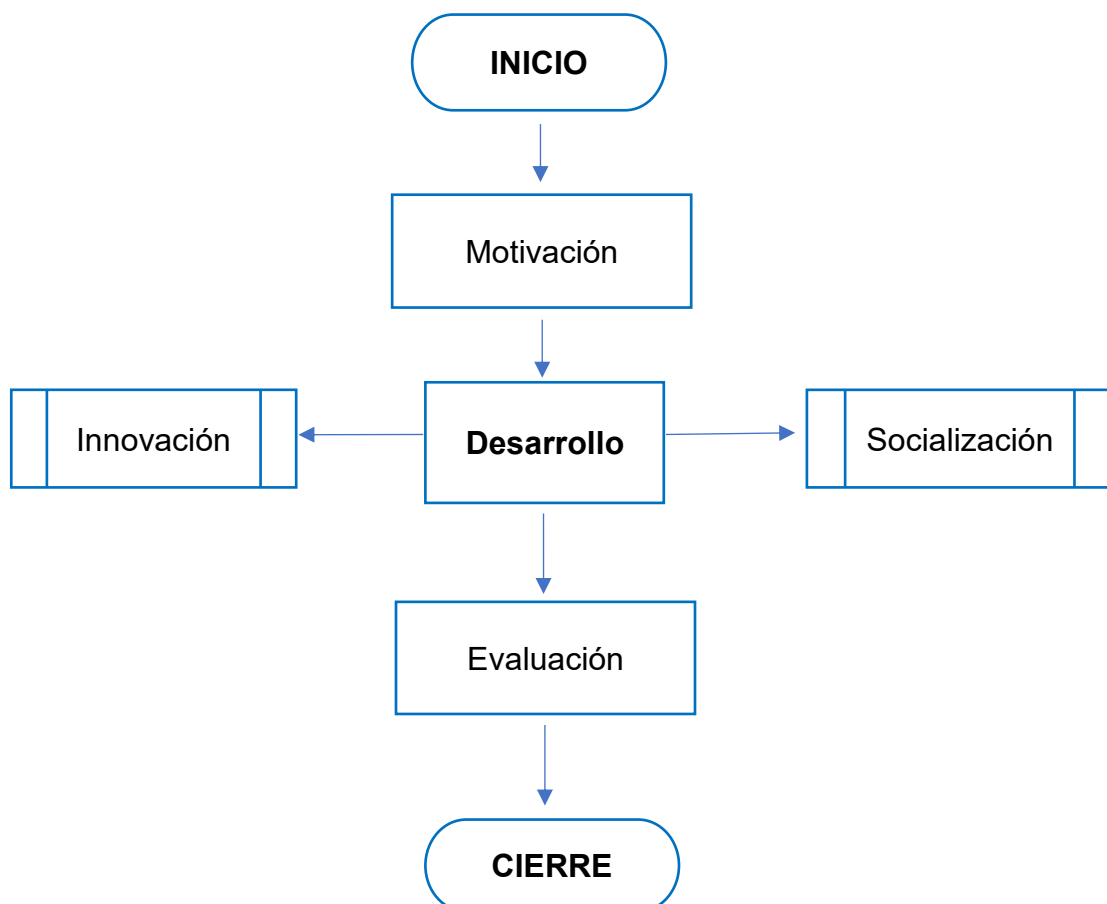 INICIO
Motivación
Innovación
Desarrollo
Socialización
Evaluación
CIERRE